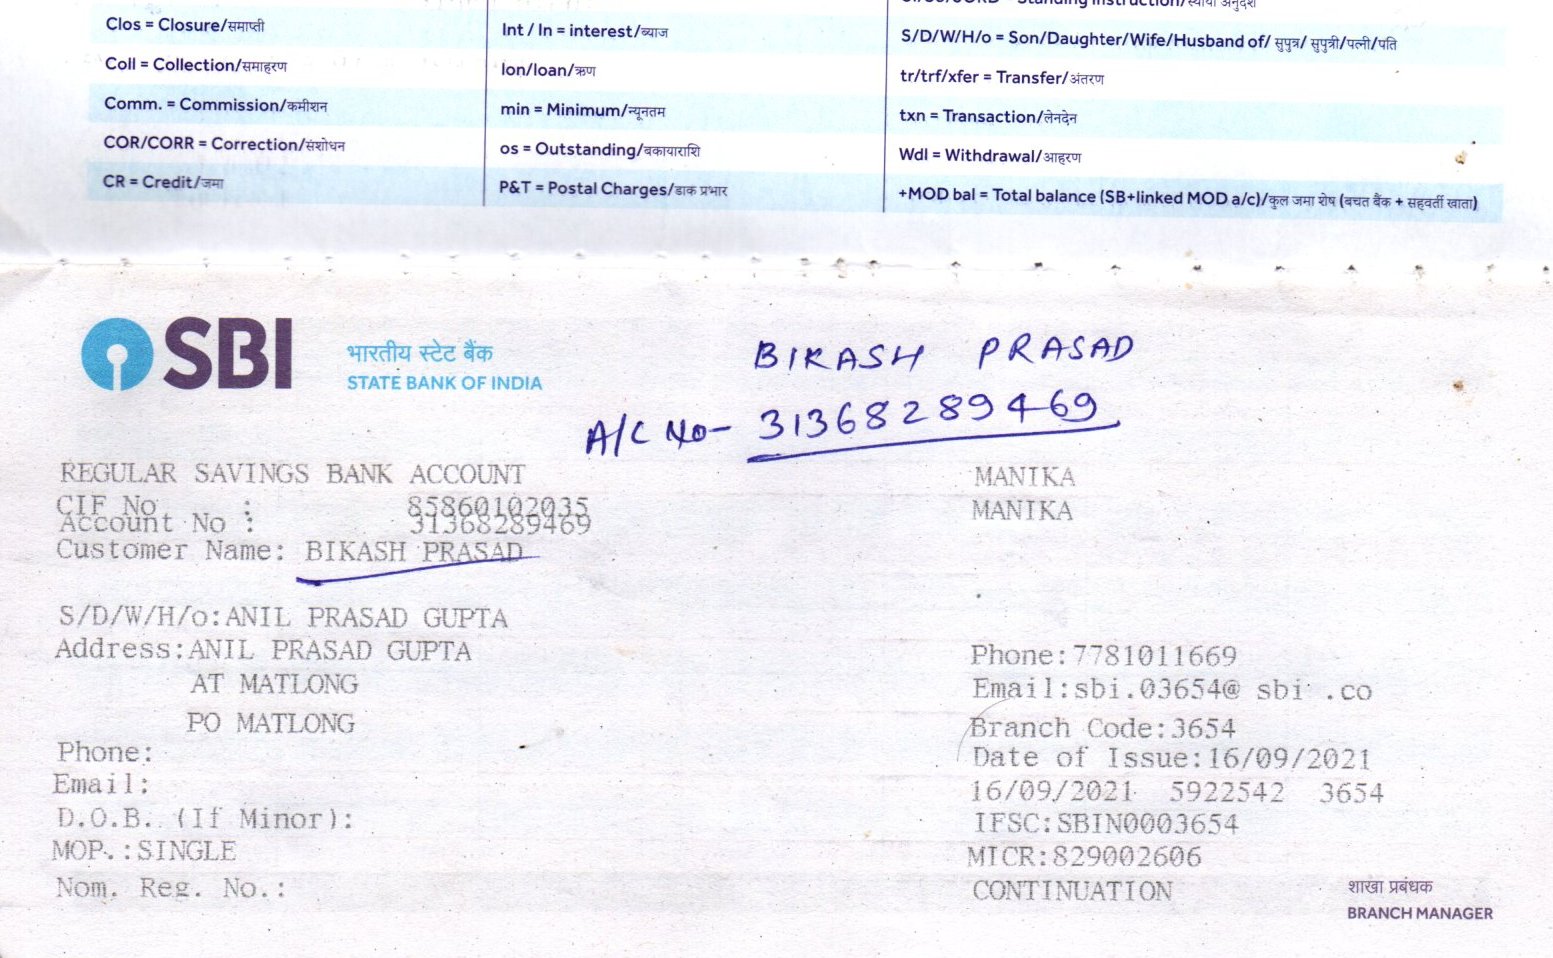 Clos = Closure/समाप्ती
Coll = Collection/समाहरण
Comm. = Commission/कमीशन
COR/CORR = Correction/संशोधन
CR = Credit/जमा
Int / In = interest/ब्याज
lon/loan/ऋण
min = Minimum/न्यूनतम
os = Outstanding/बकायाराशि
P&T = Postal Charges/डाक प्रभार
Standing Instruction/स्थायी अनुदेश
S/D/W/H/o = Son/Daughter/Wife/Husband of/ सुपुत्र/ सुपुत्री/पत्नी/पति
tr/trf/xfer = Transfer/अंतरण
txn = Transaction/लेनदेन
Wdl = Withdrawal/आहरण
+MOD bal = Total balance (SB+linked MOD a/c)/कुल जमा शेष (बचत बैंक + सहवर्ती खाता)
SBI
भारतीय स्टेट बैंक
STATE BANK OF INDIA
BIKASH PRASAD
A/C No- 31368289469
REGULAR SAVINGS BANK ACCOUNT
CIF No : 85860102035
Account No : 31368289469
Customer Name: BIKASH PRASAD
S/D/W/H/o:ANIL PRASAD GUPTA
Address:ANIL PRASAD GUPTA
AT MATLONG
PO MATLONG
Phone:
Email:
D.O.B. (If Minor):
MOP.:SINGLE
Nom. Reg. No.:
MANIKA
MANIKA
Phone:7781011669
Email:sbi.03654@ sbi .co
Branch Code:3654
Date of Issue:16/09/2021
16/09/2021 5922542 3654
IFSC:SBIN0003654
MICR:829002606
CONTINUATION
शाखा प्रबंधक
BRANCH MANAGER